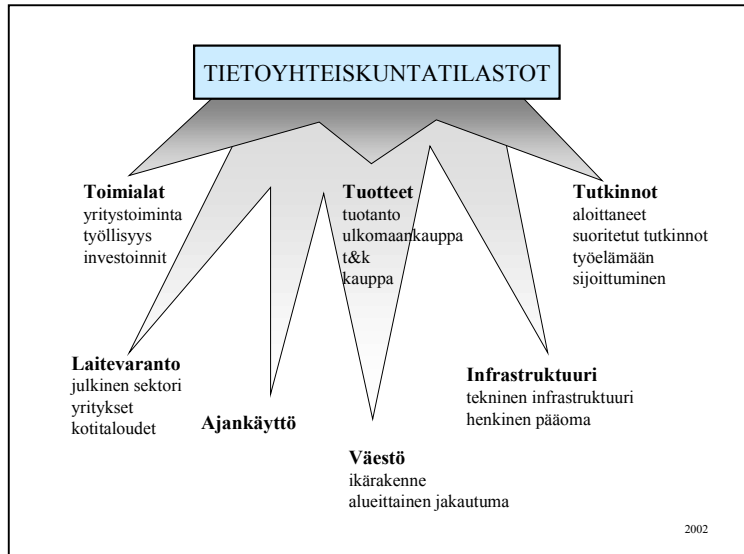 TIETOYHTEISKUNTATILASTOT
Toimialat
yritystoiminta
työllisyys
investoinnit
Tuotteet
tuotanto
ulkomaankauppa
t&k
kauppa
Tutkinnot
aloittaneet
suoritetut tutkinnot
työelämään
sijoittuminen
Laitevaranto
julkinen sektori
yritykset
kotitaloudet
Ajankäyttö
Väestö
ikärakenne
alueittainen jakautuma
Infrastruktuuri
tekninen infrastruktuuri
henkinen pääoma
2002